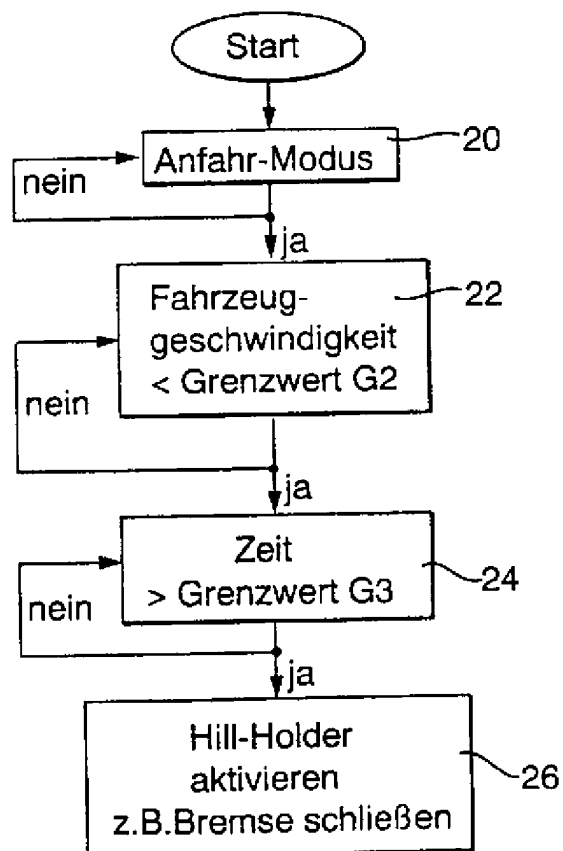 Start
20
Anfahr-Modus
nein
ja
22
Fahrzeug-
geschwindigkeit
< Grenzwert G2
nein
ja
Zeit
24
> Grenzwert G3
nein
ja
Hill-Holder
aktivieren
26
z.B.Bremse schließen